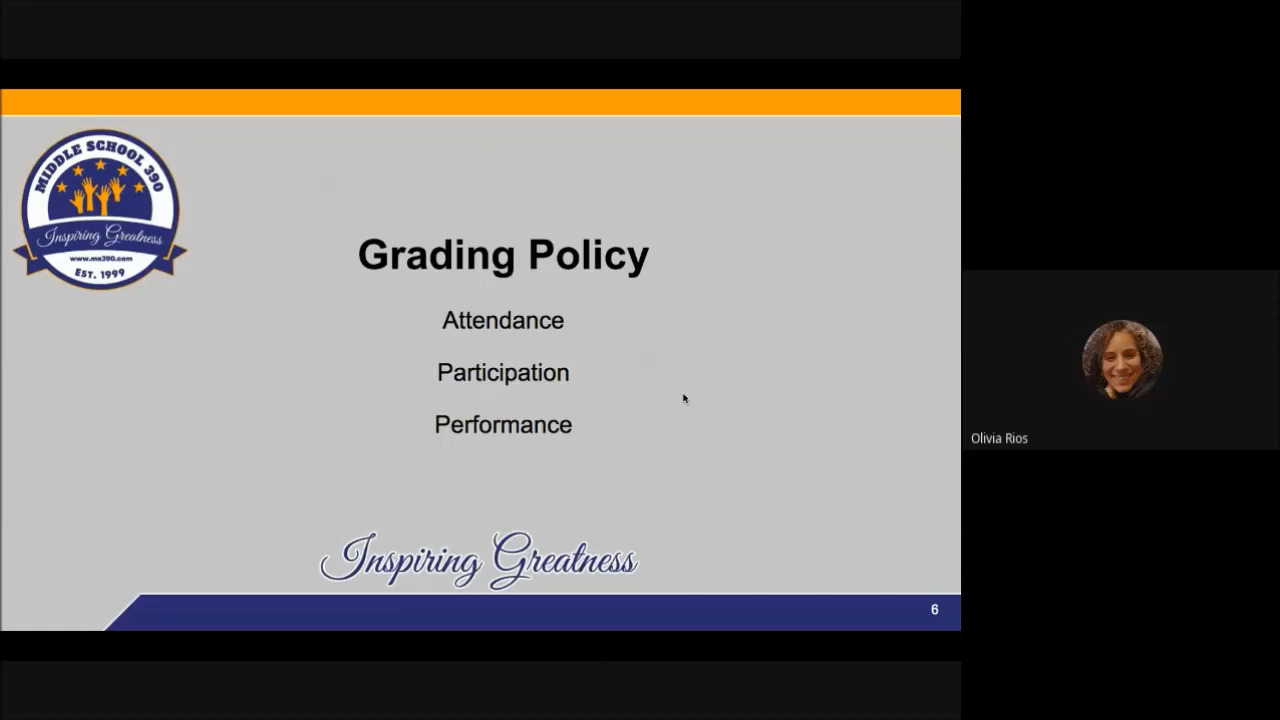 MIDDLE SCHOOL 390
Inspiring Greatness
www.ms390.com
EST. 1999
Grading Policy
Attendance
Participation
Performance
Olivia Rios
Inspiring Greatness
6